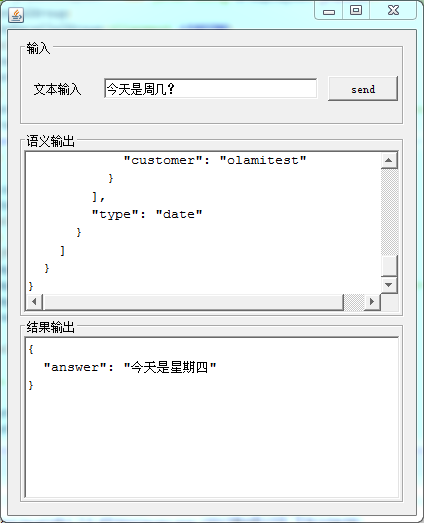 输入
文本输入 今天是周几? send
语义输出
"customer": "olamitest"
}
],
"type": "date"
}
]
}
}
结果输出
{
"answer": "今天是星期四"
}